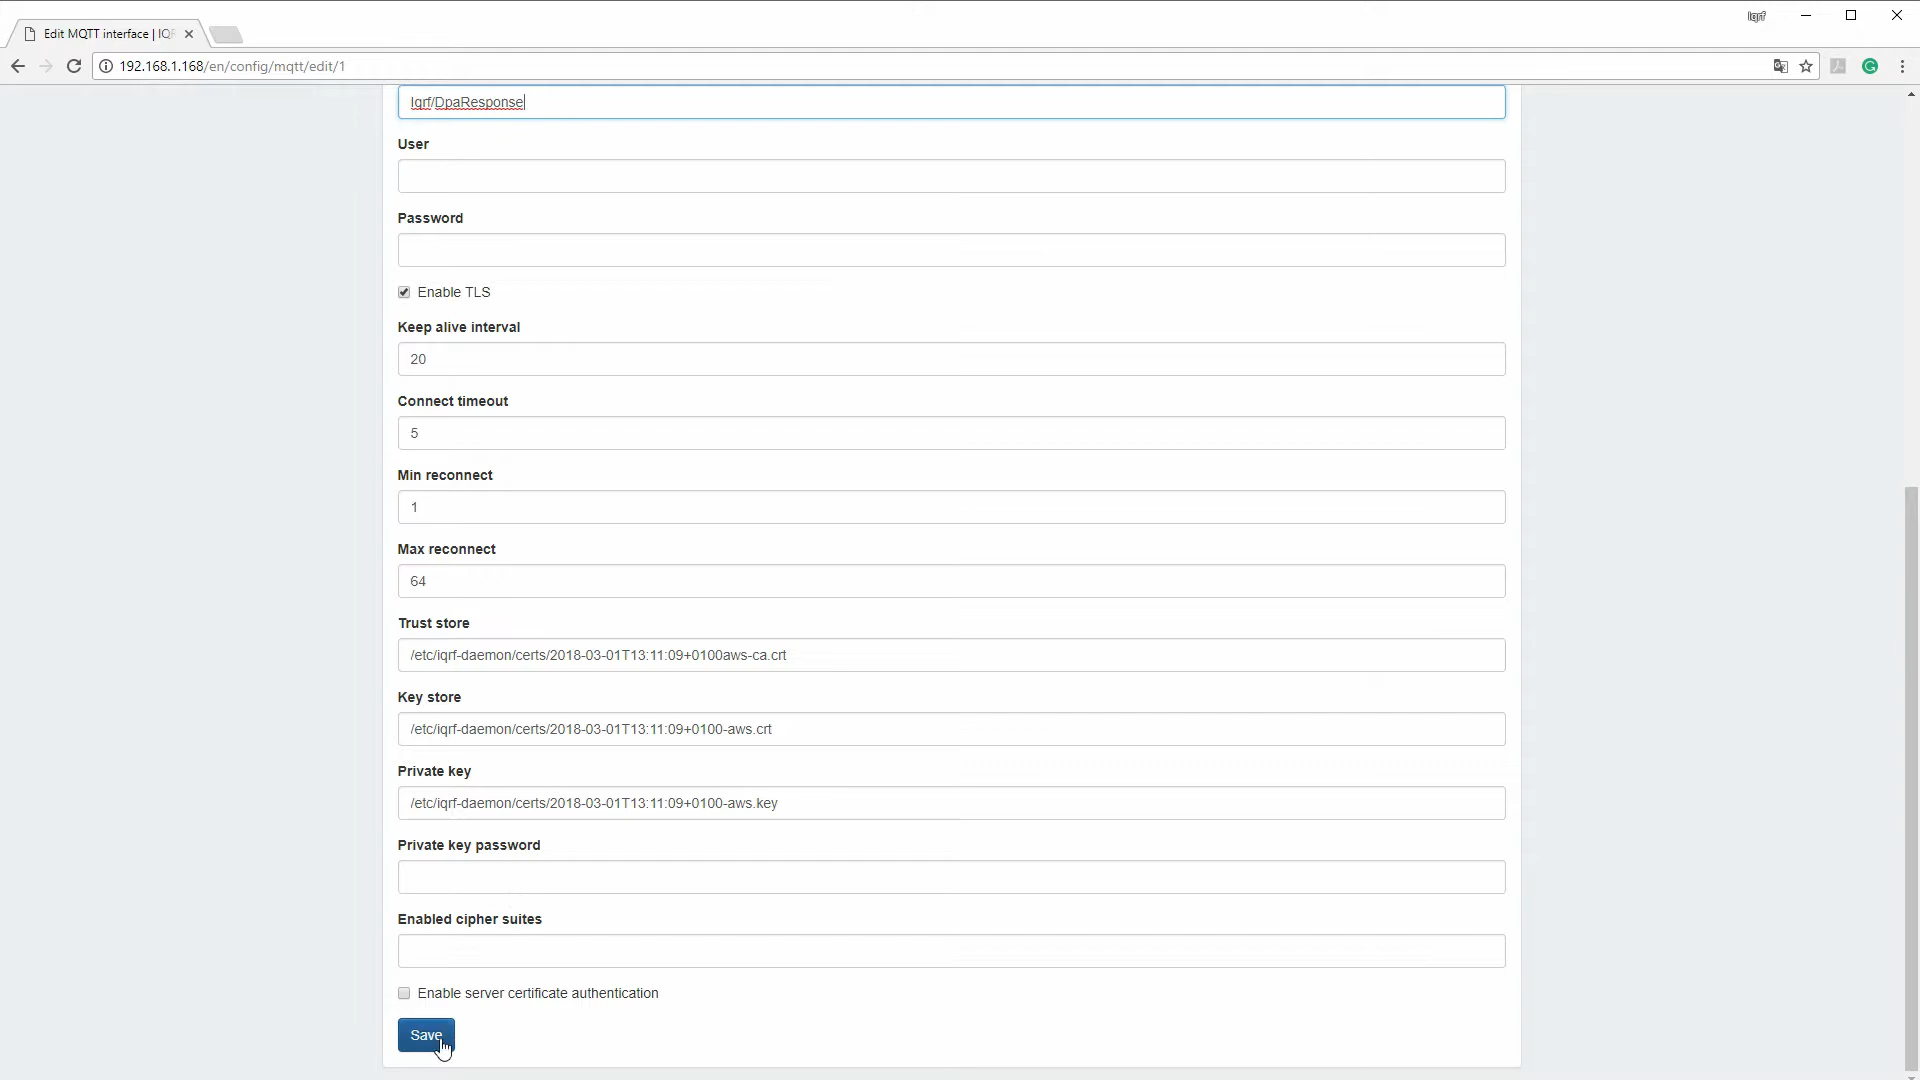 Iqrf
Edit MQTT interface | IQR
192.168.1.168/en/config/mqtt/edit/1
Iqrf/DpaResponse
User
Password
Enable TLS
Keep alive interval
20
Connect timeout
5
Min reconnect
1
Max reconnect
64
Trust store
/etc/iqrf-daemon/certs/2018-03-01T13:11:09+0100aws-ca.crt
Key store
/etc/iqrf-daemon/certs/2018-03-01T13:11:09+0100-aws.crt
Private key
/etc/iqrf-daemon/certs/2018-03-01T13:11:09+0100-aws.key
Private key password
Enabled cipher suites
Enable server certificate authentication
Save